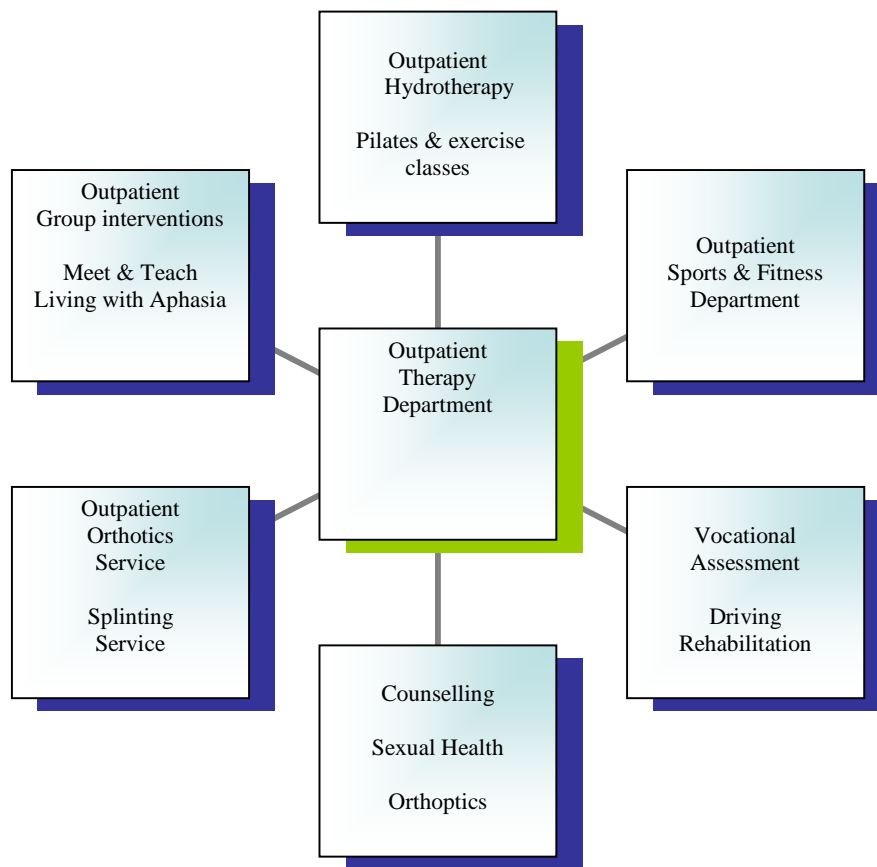 Outpatient
Hydrotherapy
Pilates & exercise
classes
Outpatient
Group interventions
Meet & Teach
Living with Aphasia
Outpatient
Sports & Fitness
Department
Outpatient
Therapy
Department
Outpatient
Orthotics
Service
Splinting
Service
Vocational
Assessment
Driving
Rehabilitation
Counselling
Sexual Health
Orthoptics